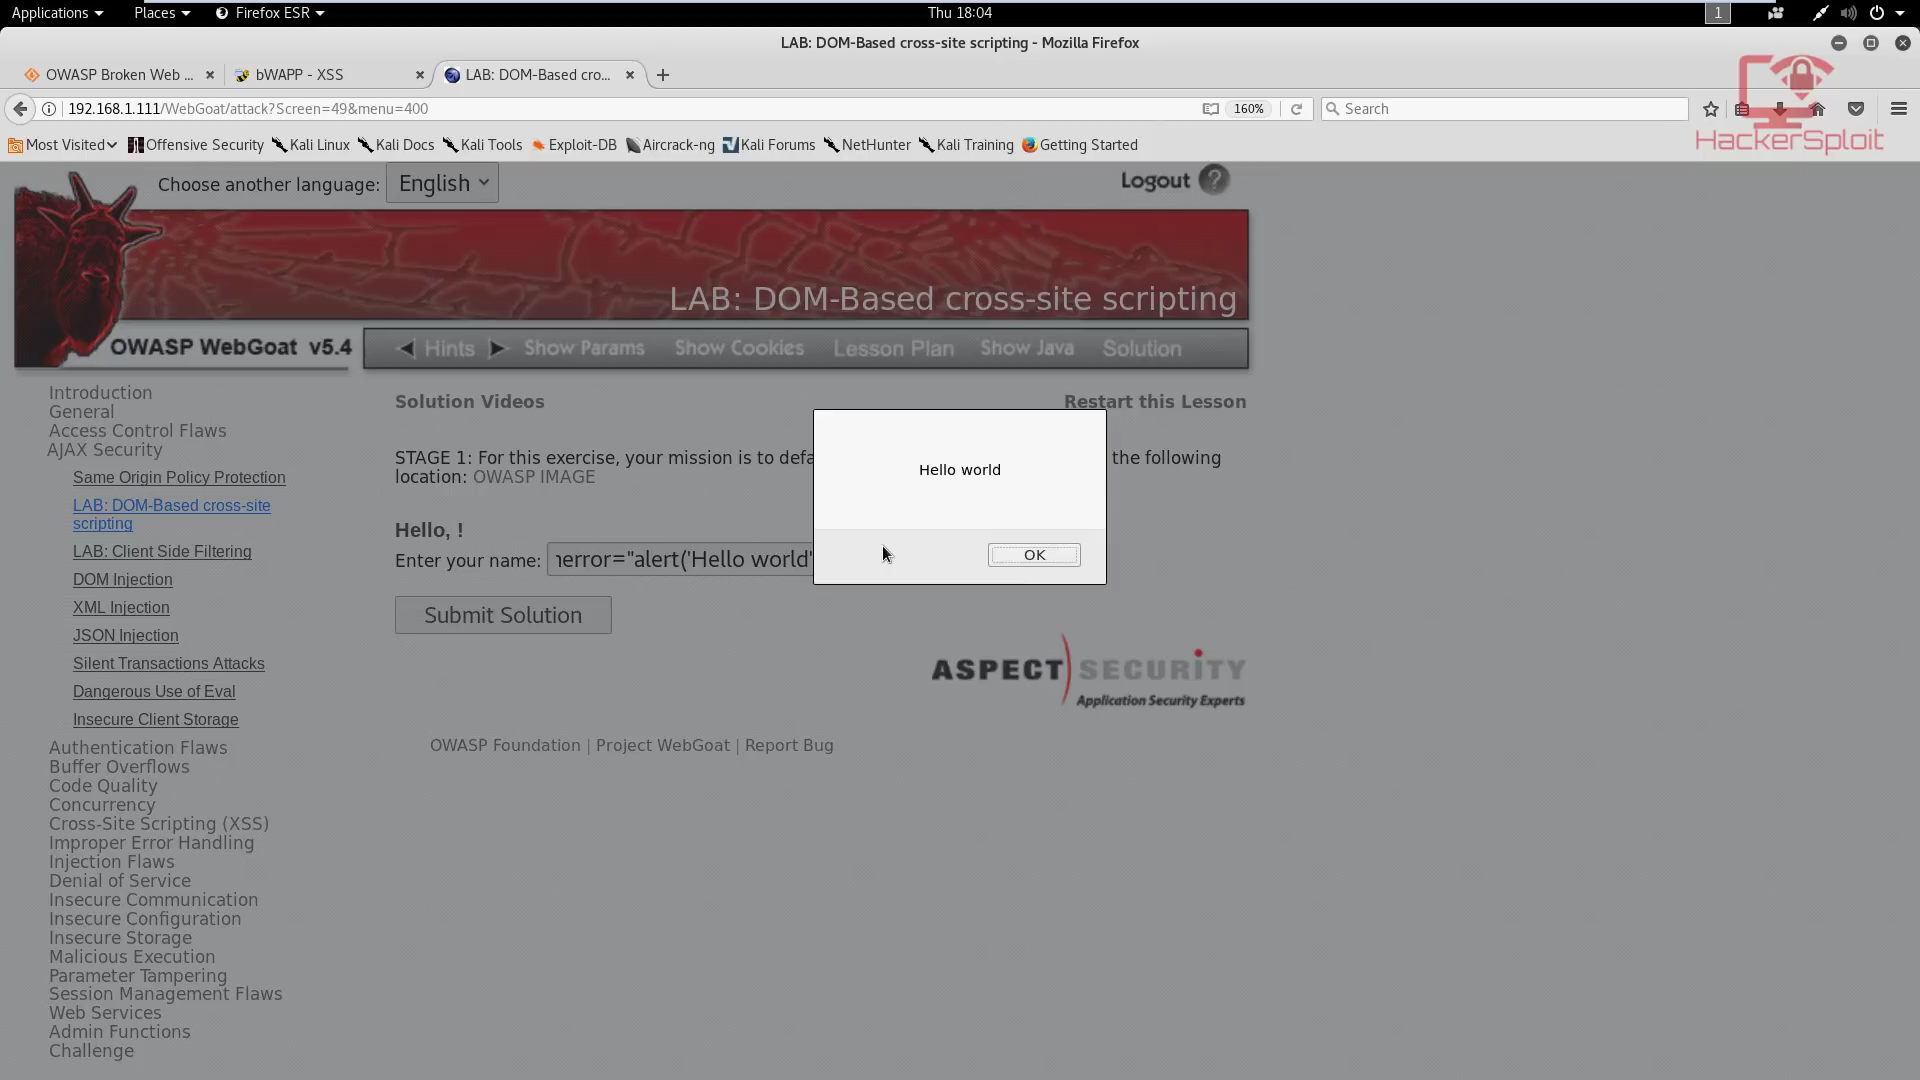 Applications Places Firefox ESR Thu 18:04 1
LAB: DOM-Based cross-site scripting - Mozilla Firefox
OWASP Broken Web ... bWAPP - XSS LAB: DOM-Based cro...
192.168.1.111/WebGoat/attack?Screen=49&menu=400 160% Search
HackerSploit
Most Visited Offensive Security Kali Linux Kali Docs Kali Tools Exploit-DB Aircrack-ng Kali Forums NetHunter Kali Training Getting Started
Choose another language: English Logout ?
LAB: DOM-Based cross-site scripting
OWASP WebGoat v5.4 Hints Show Params Show Cookies Lesson Plan Show Java Solution
Introduction
General
Access Control Flaws
AJAX Security
Same Origin Policy Protection
LAB: DOM-Based cross-site
scripting
LAB: Client Side Filtering
DOM Injection
XML Injection
JSON Injection
Silent Transactions Attacks
Dangerous Use of Eval
Insecure Client Storage
Authentication Flaws
Buffer Overflows
Code Quality
Concurrency
Cross-Site Scripting (XSS)
Improper Error Handling
Injection Flaws
Denial of Service
Insecure Communication
Insecure Configuration
Insecure Storage
Malicious Execution
Parameter Tampering
Session Management Flaws
Web Services
Admin Functions
Challenge
Solution Videos Restart this Lesson
STAGE 1: For this exercise, your mission is to the following
location: OWASP IMAGE
Hello, !
Enter your name: nerror="alert('Hello world'
Submit Solution
Hello world
OK
ASPECT SECURITY
Application Security Experts
OWASP Foundation | Project WebGoat | Report Bug